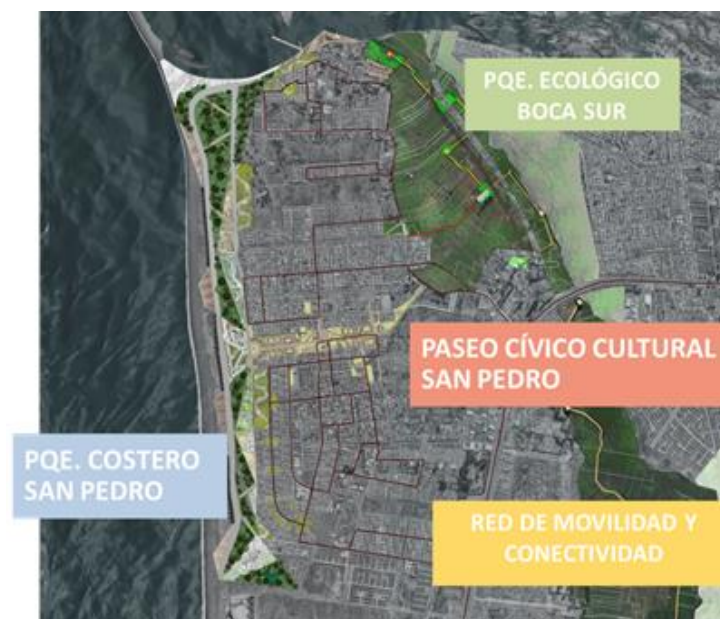 PQE. ECOLÓGICO
BOCA SUR
PASEO CÍVICO CULTURAL
SAN PEDRO
PQE. COSTERO
SAN PEDRO
RED DE MOVILIDAD Y
CONECTIVIDAD